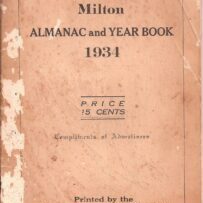 Milton
ALMANAC and YEAR BOOK
1934
PRICE
15 CENTS
Compliments of Advertisers
Printed by the